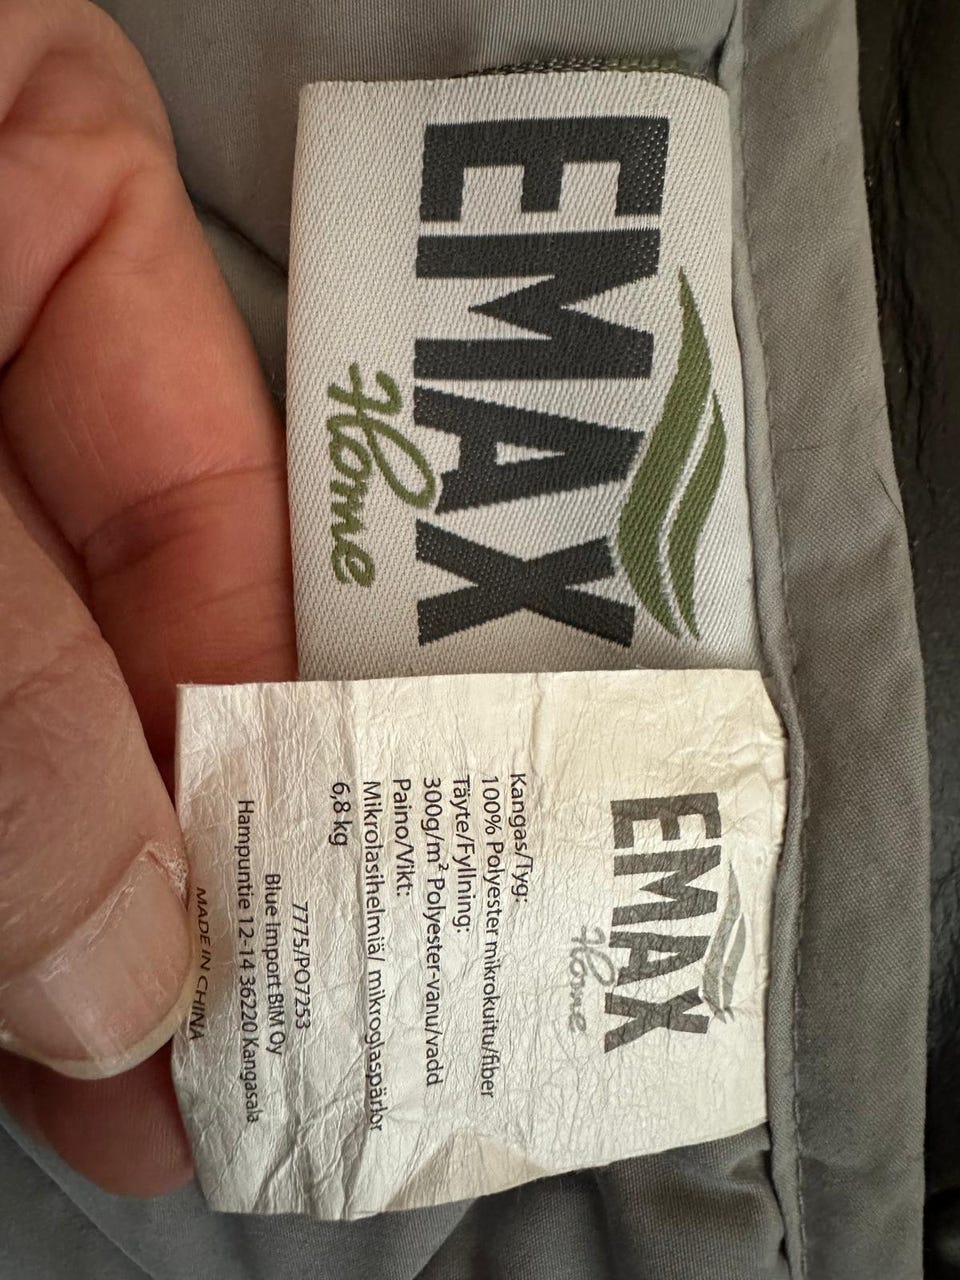 EMAX
Home
EMAX
Home
Kangas/Tyg:
100% Polyester mikrokuitu/fiber
Täyte/Fyllning:
300g/m² Polyester-vanu/vadd
Paino/Vikt:
Mikrolasihelmiä/ mikroglaspärlor
6,8 kg
7775/PO7253
Blue Import BIM Oy
Hampuntie 12-14 36220 Kangasala
MADE IN CHINA